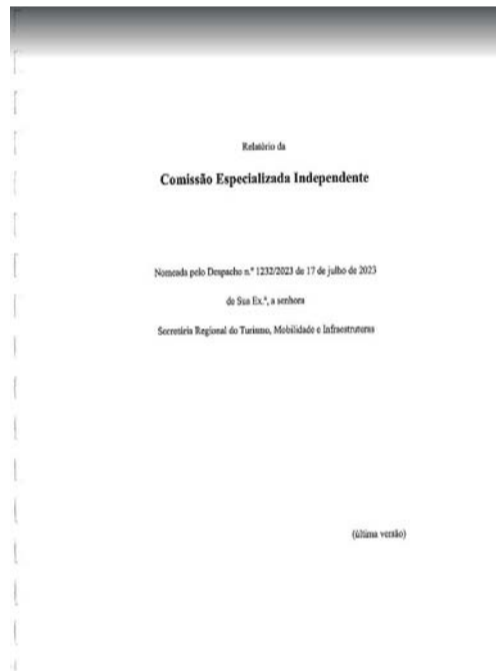 Relatório da
Comissão Especializada Independente
Nomeada pelo Despacho n.º 1232/2023 de 17 de julho de 2023
de Sua Ex.ª, a senhora
Secretária Regional do Turismo, Mobilidade e Infraestruturas
(última versão)